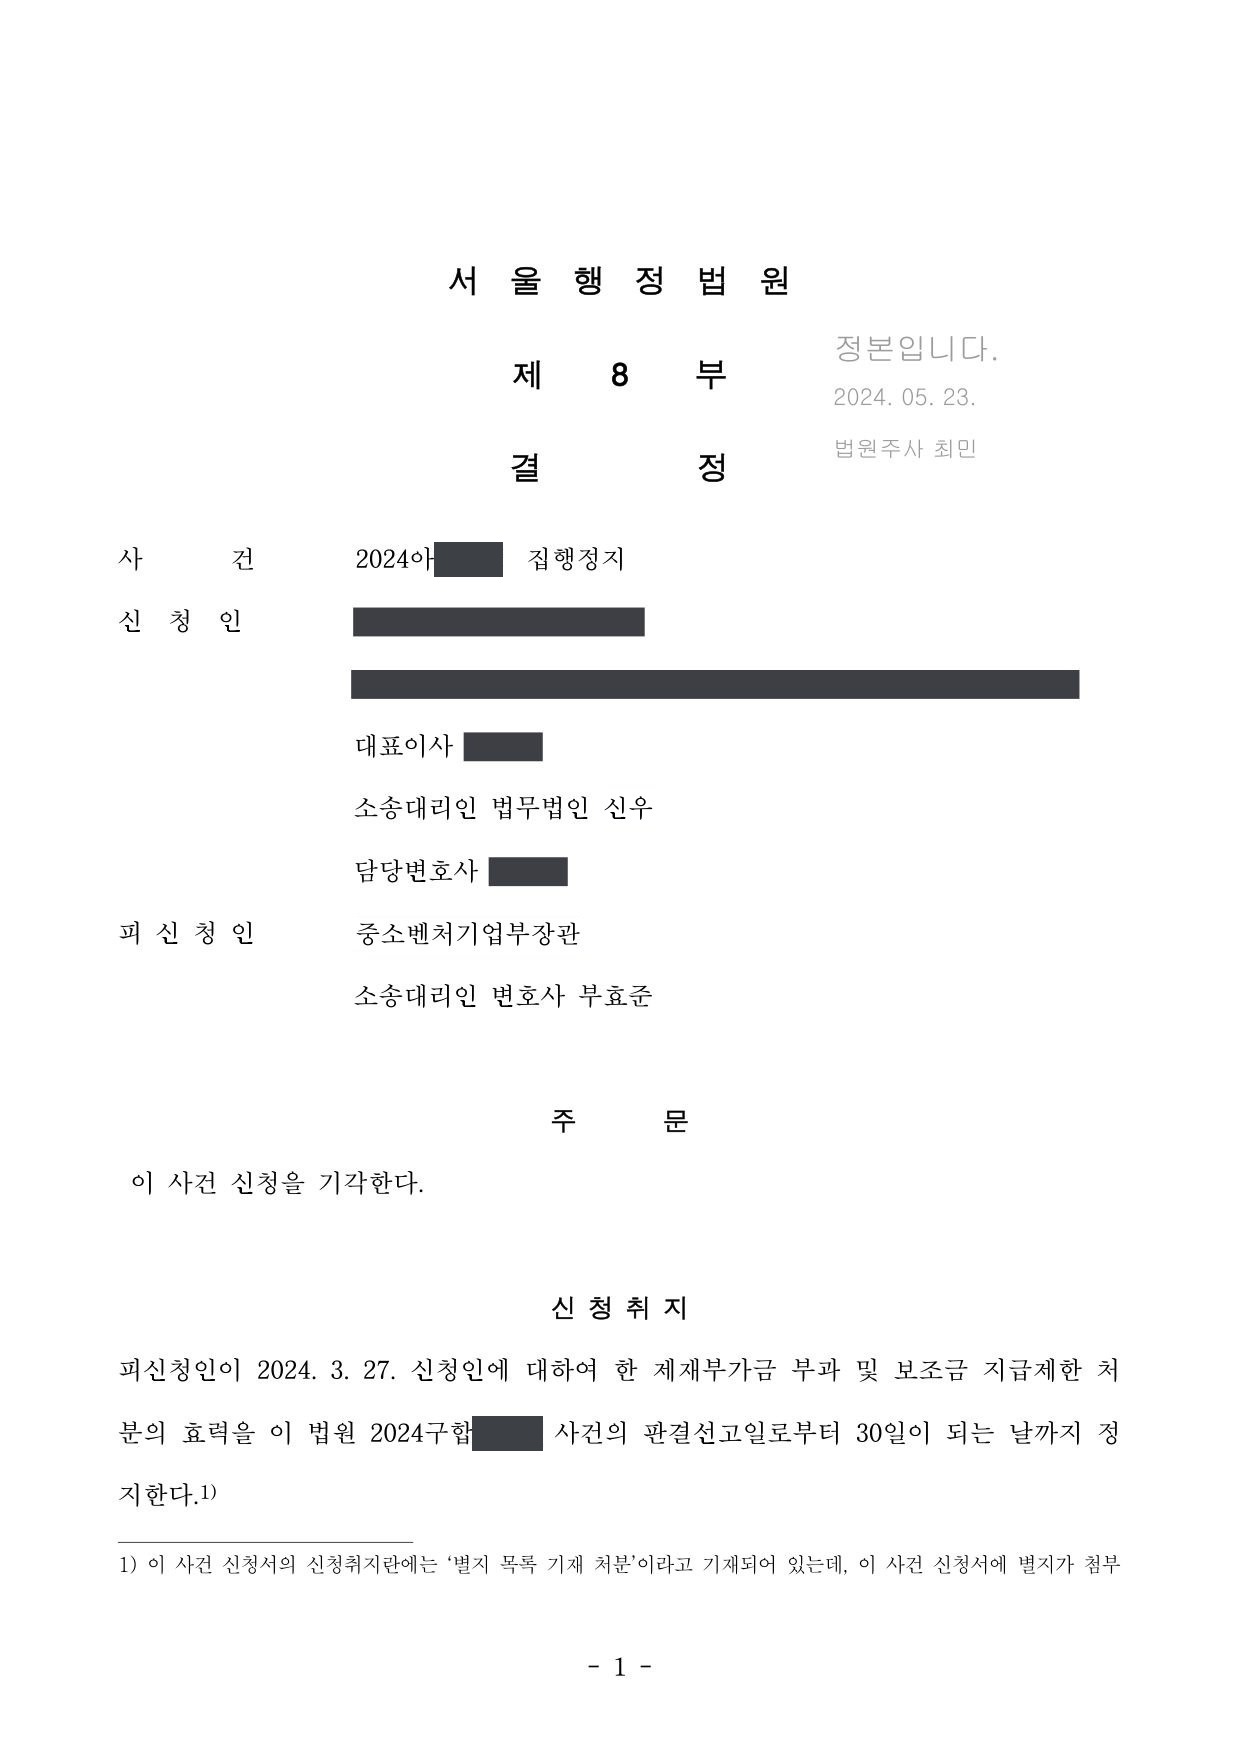 서 울 행 정 법 원
제 8 부
정본입니다.
2024. 05. 23.
법원주사 최민
결 정
사 건 2024아 집행정지
신 청 인
대표이사
소송대리인 법무법인 신우
담당변호사
피 신 청 인 중소벤처기업부장관
소송대리인 변호사 부효준
주 문
이 사건 신청을 기각한다.
신 청 취 지
피신청인이 2024. 3. 27. 신청인에 대하여 한 제재부가금 부과 및 보조금 지급제한 처
분의 효력을 이 법원 2024구합 사건의 판결선고일로부터 30일이 되는 날까지 정
지한다.1)
1) 이 사건 신청서의 신청취지란에는 ‘별지 목록 기재 처분’이라고 기재되어 있는데, 이 사건 신청서에 별지가 첨부
- 1 -